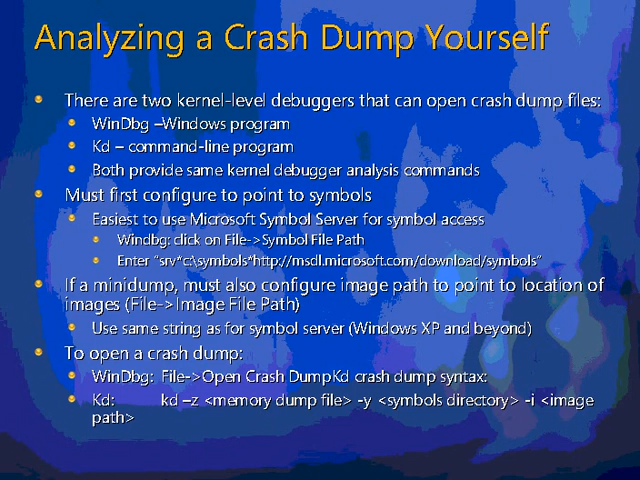 Analyzing a Crash Dump Yourself
There are two kernel-level debuggers that can open crash dump files:
WinDbg –Windows program
Kd – command-line program
Both provide same kernel debugger analysis commands
Must first configure to point to symbols
Easiest to use Microsoft Symbol Server for symbol access
Windbg: click on File->Symbol File Path
Enter “srv*c:\symbols*http://msdl.microsoft.com/download/symbols”
If a minidump, must also configure image path to point to location of
images (File->Image File Path)
Use same string as for symbol server (Windows XP and beyond)
To open a crash dump:
WinDbg: File->Open Crash DumpKd crash dump syntax:
Kd: kd –z <memory dump file> -y <symbols directory> -i <image
path>